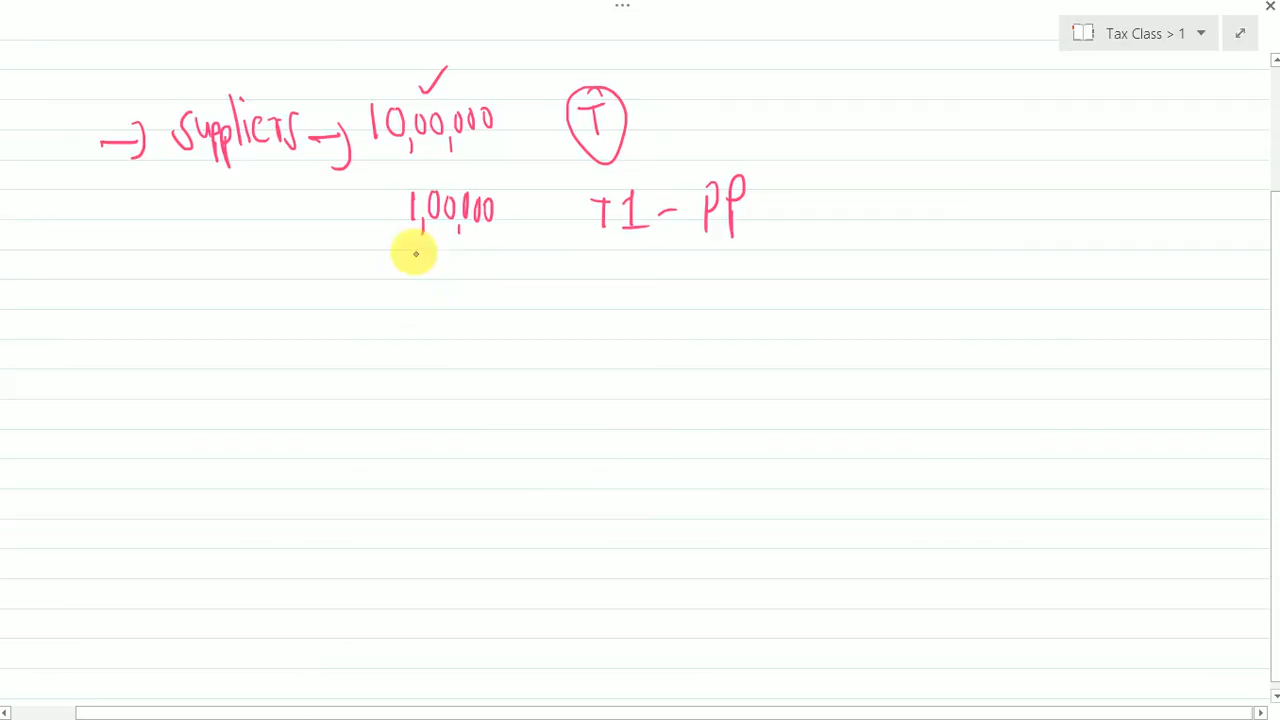 ...
Tax Class > 1
→ suppliers → 10,00,000 ✓ T
1,00,000 T1 - PP